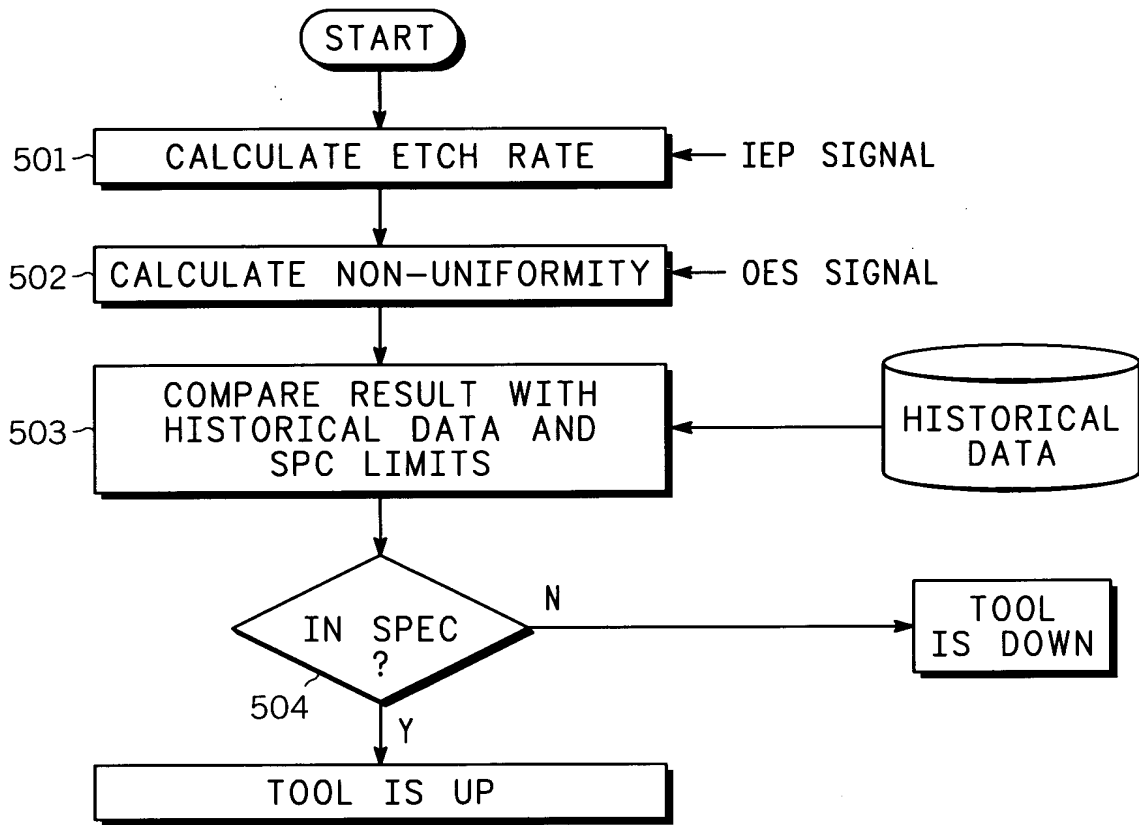 START
501
CALCULATE ETCH RATE
IEP SIGNAL
502
CALCULATE NON-UNIFORMITY
OES SIGNAL
503
COMPARE RESULT WITH
HISTORICAL DATA AND
SPC LIMITS
HISTORICAL
DATA
IN SPEC
?
504
N
TOOL
IS DOWN
Y
TOOL IS UP